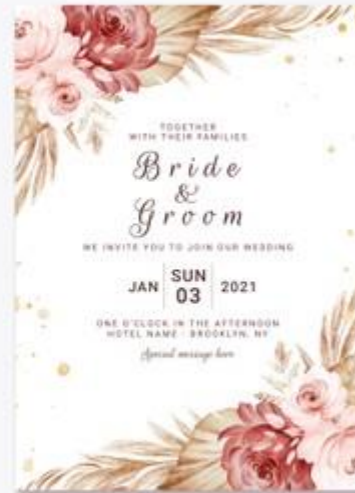 TOGETHER
WITH THEIR FAMILIES
Bride
&
Groom
WE INVITE YOU TO JOIN OUR WEDDING
JAN SUN 03 2021
ONE O'CLOCK IN THE AFTERNOON
HOTEL NAME - BROOKLYN, NY
Special message here